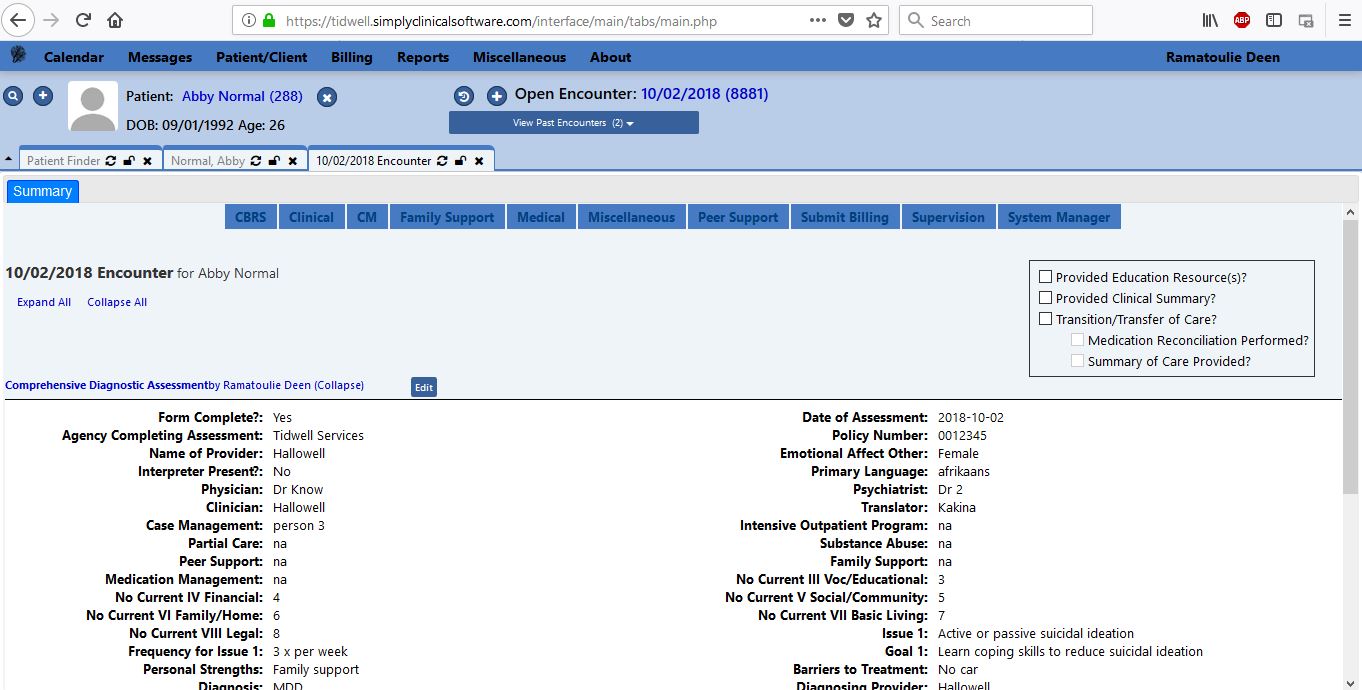 https://tidwell.simplyclinicalsoftware.com/interface/main/tabs/main.php
Search
ABP
Calendar Messages Patient/Client Billing Reports Miscellaneous About Ramatoulie Deen
Patient: Abby Normal (288)
DOB: 09/01/1992 Age: 26
Open Encounter: 10/02/2018 (8881)
View Past Encounters (2)
Patient Finder Normal, Abby 10/02/2018 Encounter
Summary
CBRS Clinical CM Family Support Medical Miscellaneous Peer Support Submit Billing Supervision System Manager
10/02/2018 Encounter for Abby Normal
Expand All Collapse All
Provided Education Resource(s)?
Provided Clinical Summary?
Transition/Transfer of Care?
Medication Reconciliation Performed?
Summary of Care Provided?
Comprehensive Diagnostic Assessmentby Ramatoulie Deen (Collapse) Edit
Form Complete?: Yes Date of Assessment: 2018-10-02
Agency Completing Assessment: Tidwell Services Policy Number: 0012345
Name of Provider: Hallowell Emotional Affect Other: Female
Interpreter Present?: No Primary Language: afrikaans
Physician: Dr Know Psychiatrist: Dr 2
Clinician: Hallowell Translator: Kakina
Case Management: person 3 Intensive Outpatient Program: na
Partial Care: na Substance Abuse: na
Peer Support: na Family Support: na
Medication Management: na No Current III Voc/Educational: 3
No Current IV Financial: 4 No Current V Social/Community: 5
No Current VI Family/Home: 6 No Current VII Basic Living: 7
No Current VIII Legal: 8 Issue 1: Active or passive suicidal ideation
Frequency for Issue 1: 3 x per week Goal 1: Learn coping skills to reduce suicidal ideation
Personal Strengths: Family support Barriers to Treatment: No car
Diagnosis: MDD Diagnosing Provider: Hallowell